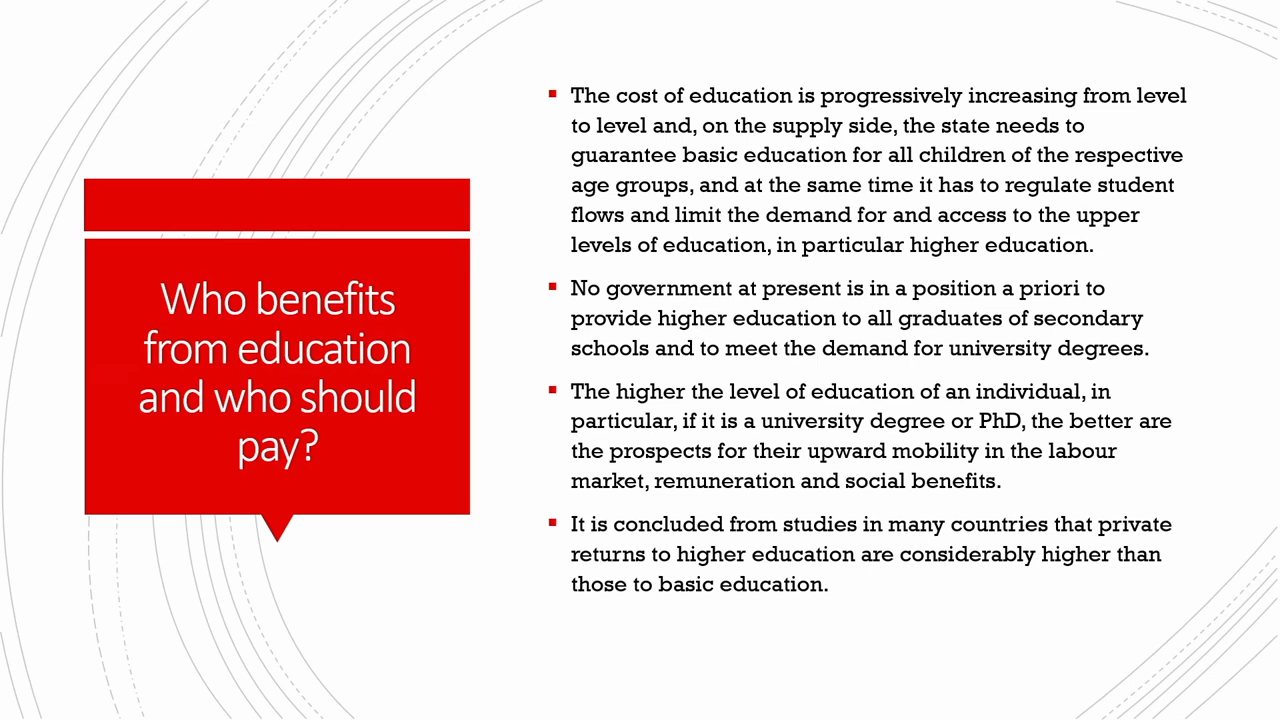 Who benefits
from education
and who should
pay?
The cost of education is progressively increasing from level
to level and, on the supply side, the state needs to
guarantee basic education for all children of the respective
age groups, and at the same time it has to regulate student
flows and limit the demand for and access to the upper
levels of education, in particular higher education.
No government at present is in a position a priori to
provide higher education to all graduates of secondary
schools and to meet the demand for university degrees.
The higher the level of education of an individual, in
particular, if it is a university degree or PhD, the better are
the prospects for their upward mobility in the labour
market, remuneration and social benefits.
It is concluded from studies in many countries that private
returns to higher education are considerably higher than
those to basic education.